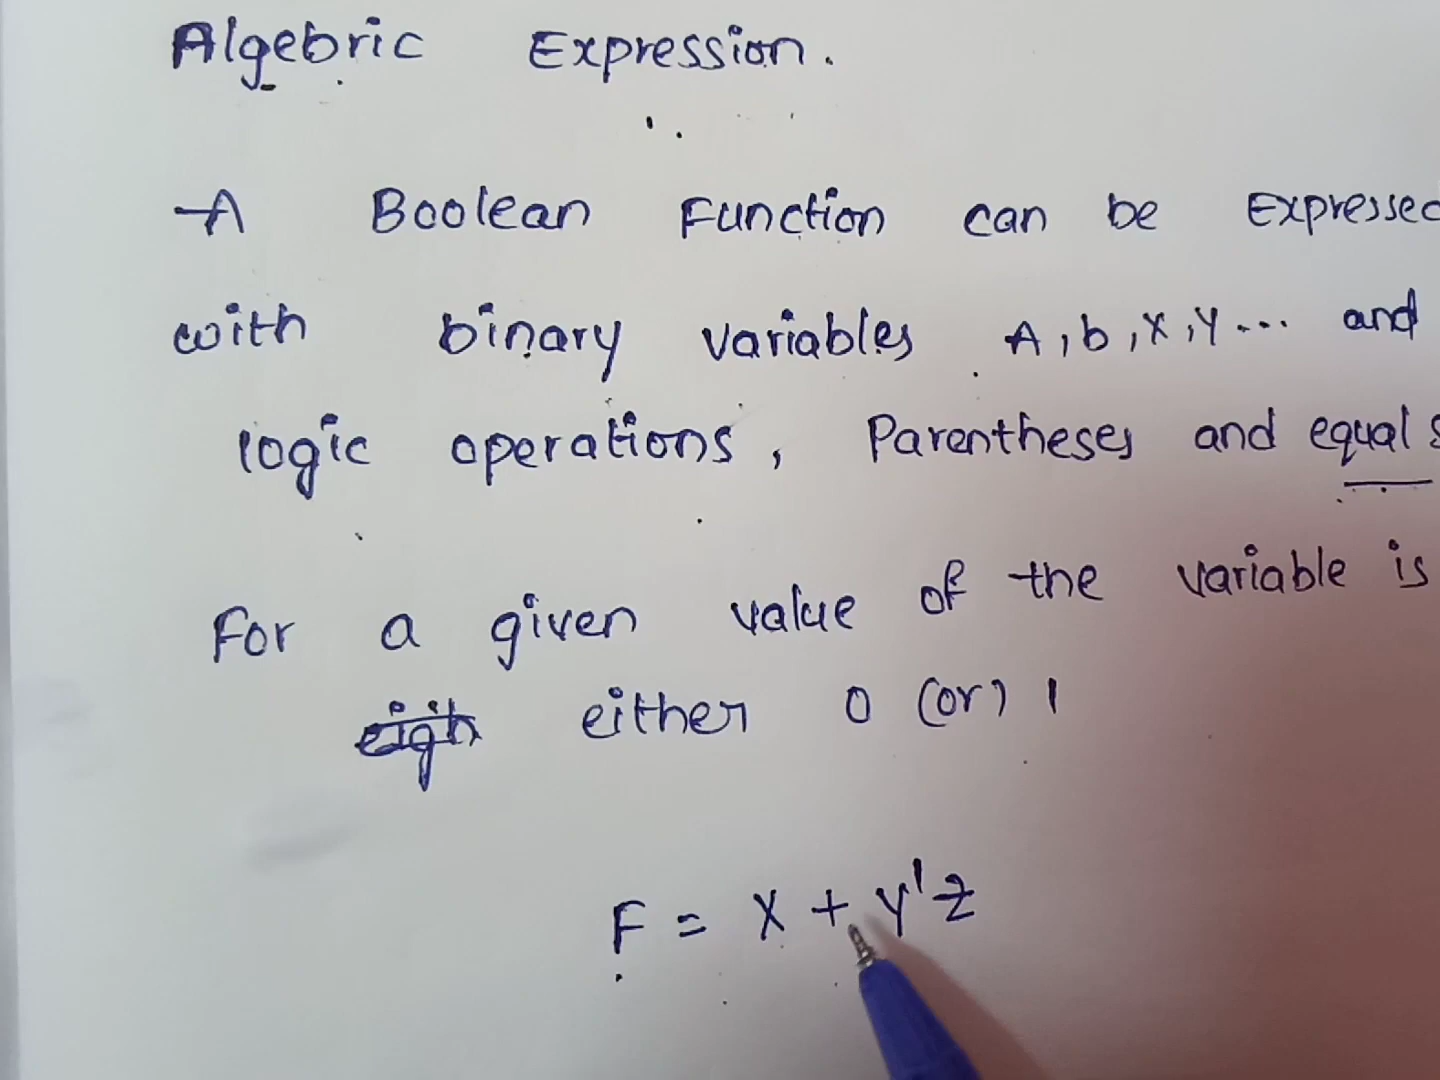 Algebric Expression.
A Boolean Function can be Expressed
with binary variables A, b, X, Y... and
logic operations, Parentheses and equal
For a given value of the variable is
either 0 (or) 1
F = X + Y'Z